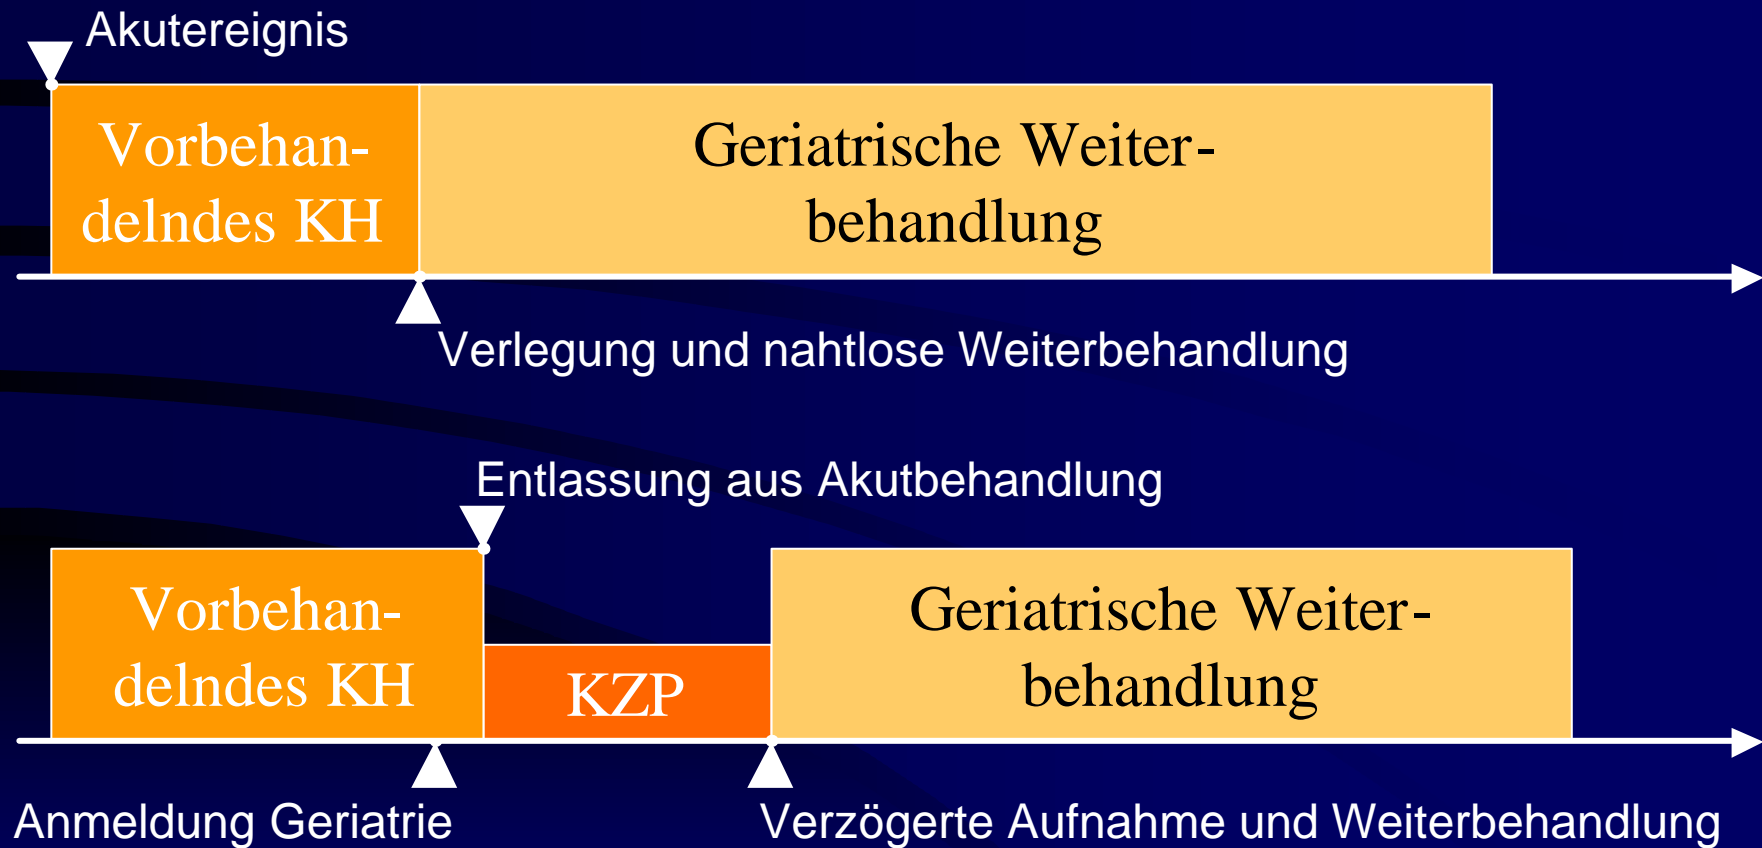 Akutereignis
Vorbehan-
delndes KH
Geriatrische Weiter-
behandlung
Verlegung und nahtlose Weiterbehandlung
Entlassung aus Akutbehandlung
Vorbehan-
delndes KH
KZP
Geriatrische Weiter-
behandlung
Anmeldung Geriatrie
Verzögerte Aufnahme und Weiterbehandlung